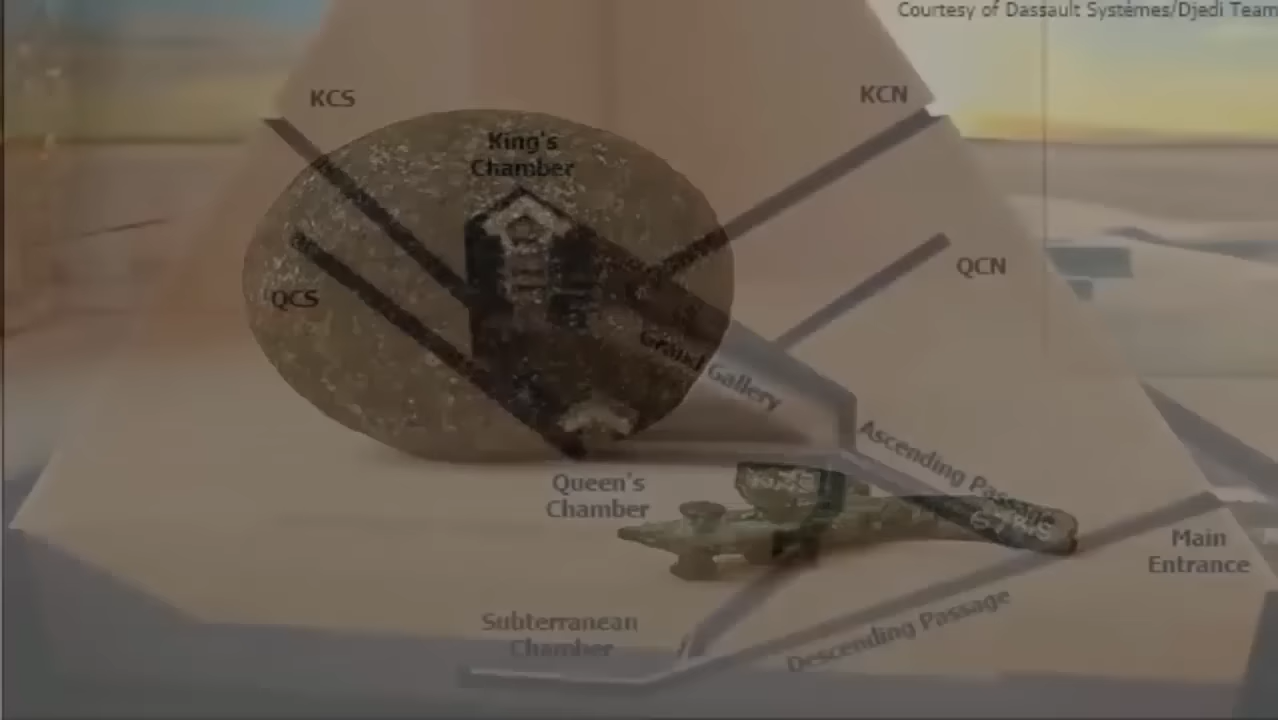 Courtesy of Dassault Systèmes/Djedi Team
KCS
KCN
King's
Chamber
QCN
QCS
Grand Gallery
Ascending Passage
Queen's
Chamber
Main
Entrance
Descending Passage
Subterranean
Chamber